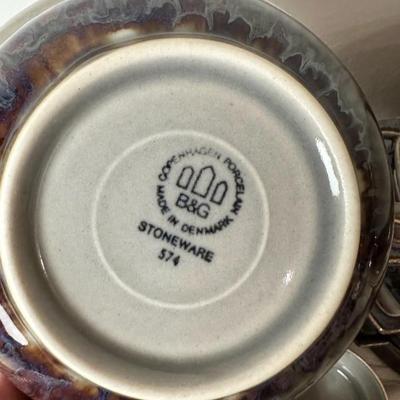 COPENHAGEN PORCELAIN
B&G
MADE IN DENMARK
STONEWARE
574